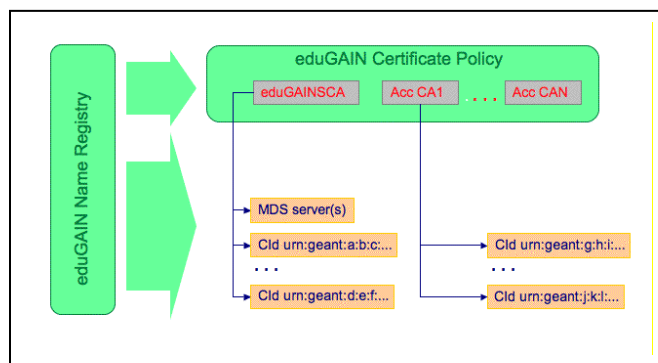 eduGAIN Name Registry
eduGAIN Certificate Policy
eduGAINSCA Acc CA1 . . . Acc CAN
MDS server(s)
CId urn:geant:a:b:c:... CId urn:geant:g:h:i:...
. . . . . .
CId urn:geant:d:e:f:... CId urn:geant:j:k:l:...